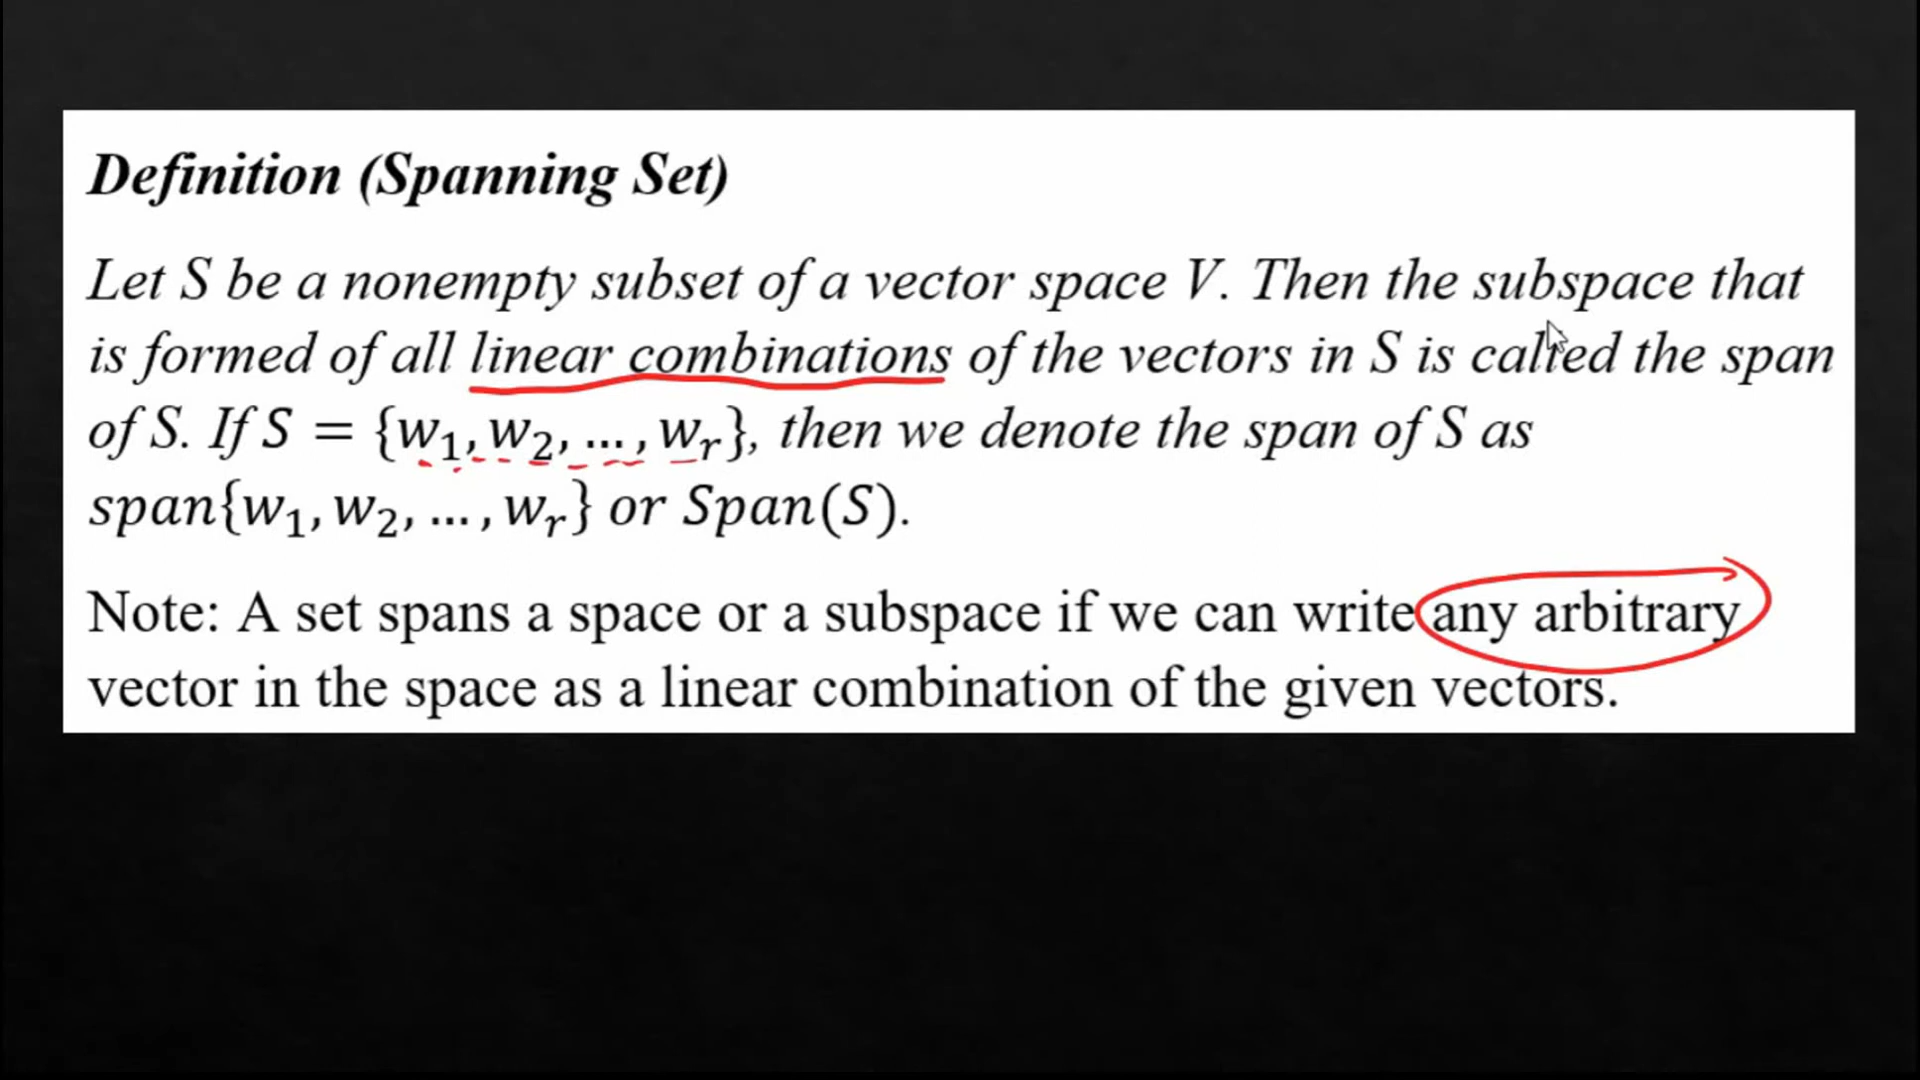 Definition (Spanning Set)
Let S be a nonempty subset of a vector space V. Then the subspace that
is formed of all linear combinations of the vectors in S is called the span
of S. If S = {w₁, w₂, … , wᵣ}, then we denote the span of S as
span{w₁, w₂, … , wᵣ} or Span(S).
Note: A set spans a space or a subspace if we can write any arbitrary
vector in the space as a linear combination of the given vectors.